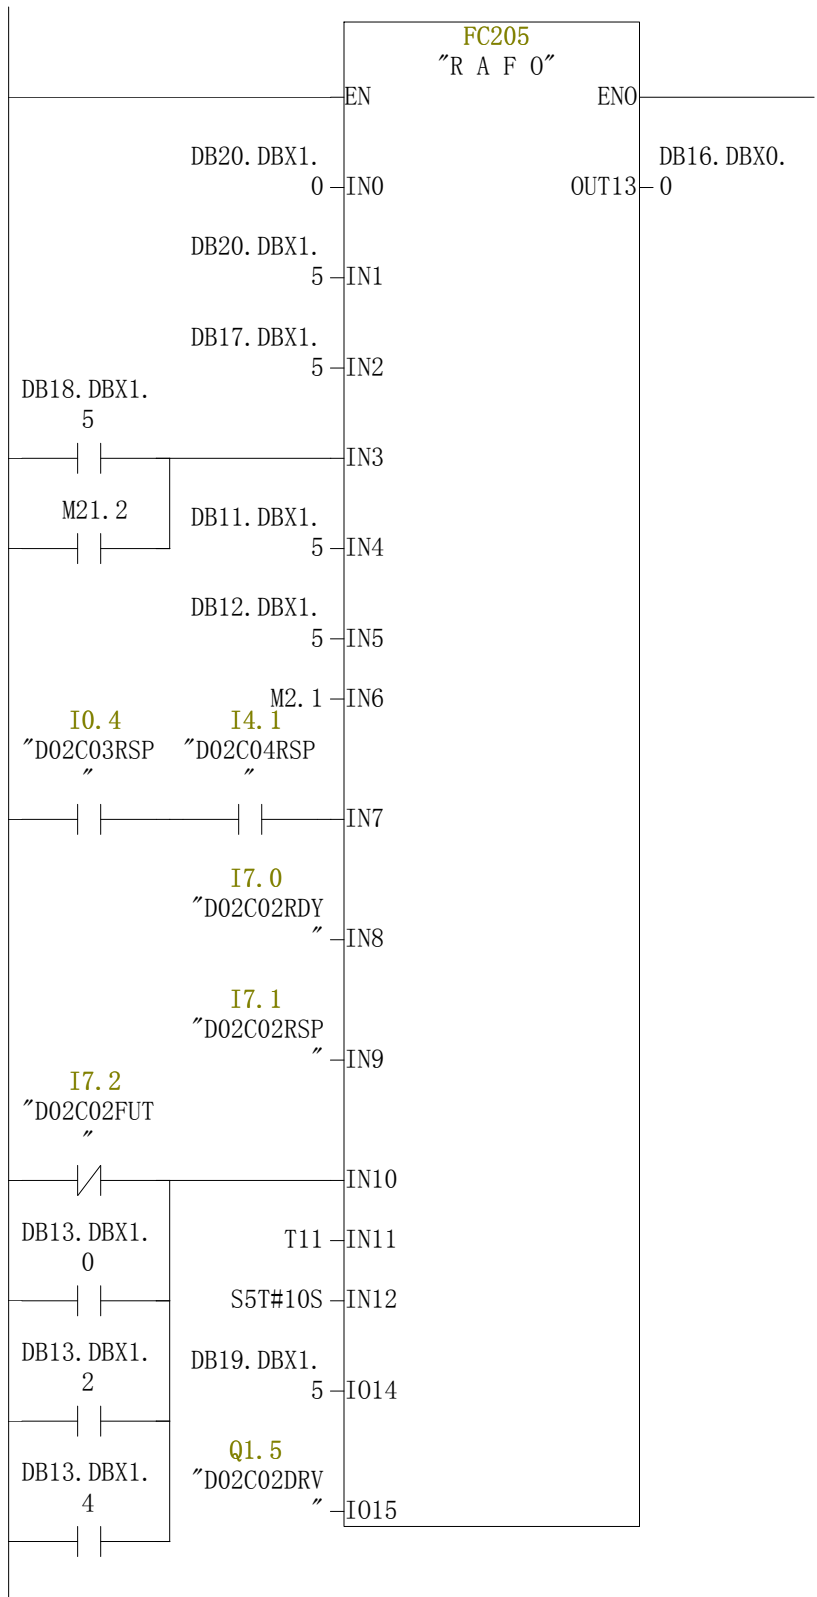 FC205
"R A F O"
EN
ENO
DB20.DBX1.
0
IN0
OUT13
DB16.DBX0.
0
DB20.DBX1.
5
IN1
DB17.DBX1.
5
IN2
DB18.DBX1.
5
IN3
M21.2
DB11.DBX1.
5
IN4
DB12.DBX1.
5
IN5
M2.1
IN6
I0.4
"D02C03RSP
"
I4.1
"D02C04RSP
"
IN7
I7.0
"D02C02RDY
"
IN8
I7.1
"D02C02RSP
"
IN9
I7.2
"D02C02FUT
"
IN10
DB13.DBX1.
0
T11
IN11
S5T#10S
IN12
DB13.DBX1.
2
DB19.DBX1.
5
IO14
DB13.DBX1.
4
Q1.5
"D02C02DRV
"
IO15